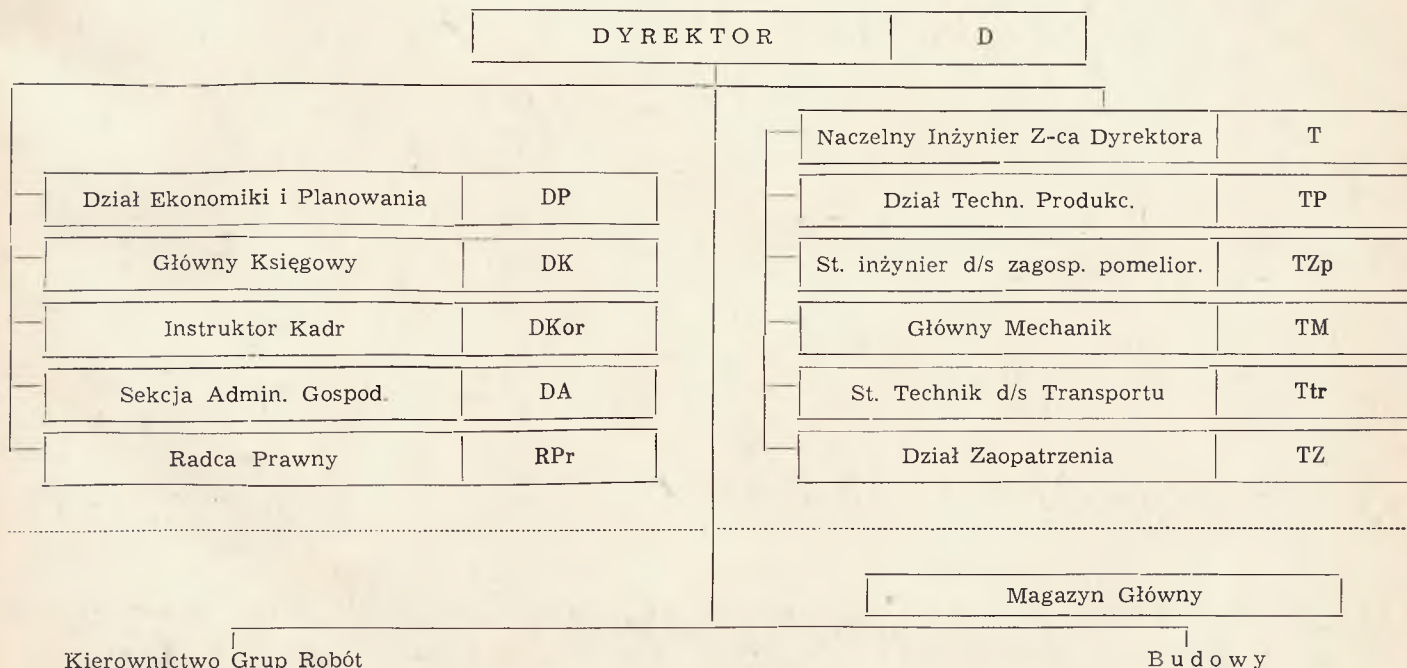 DYREKTOR D
Naczelny Inżynier Z-ca Dyrektora T
Dział Ekonomiki i Planowania DP
Główny Księgowy DK
Instruktor Kadr DKor
Sekcja Admin. Gospod. DA
Radca Prawny RPr
Dział Techn. Produkc. TP
St. inżynier d/s zagosp. pomelior. TZp
Główny Mechanik TM
St. Technik d/s Transportu Ttr
Dział Zaopatrzenia TZ
Magazyn Główny
Kierownictwo Grup Robót
Budowy